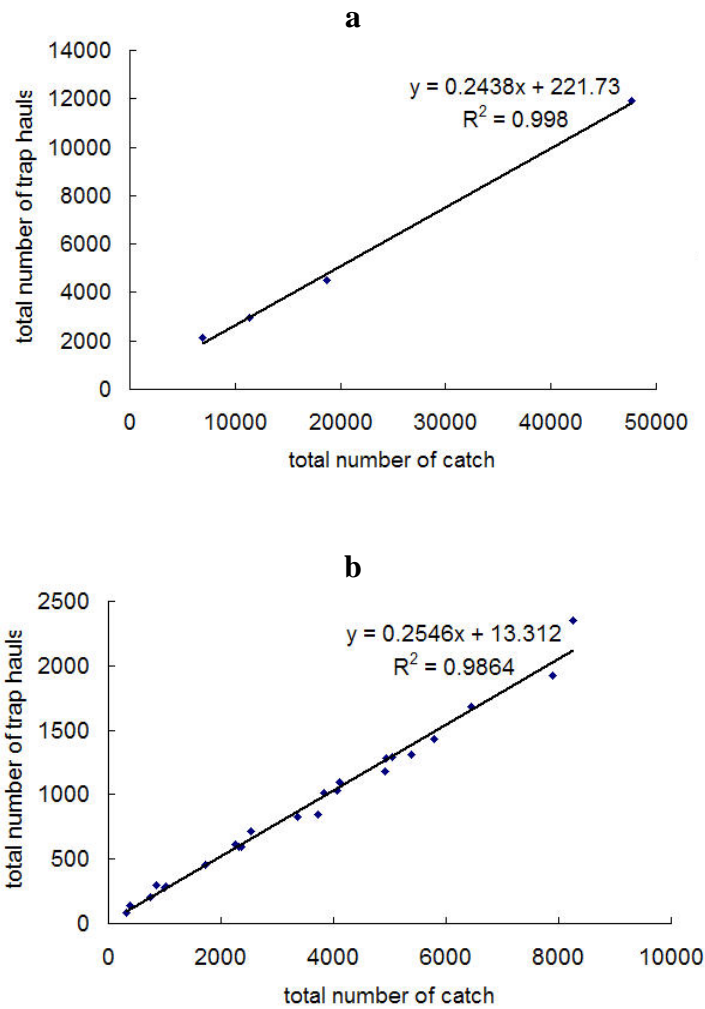 a
14000
12000
10000
8000
6000
4000
2000
0
total number of trap hauls
y = 0.2438x + 221.73
R² = 0.998
0 10000 20000 30000 40000 50000
total number of catch
b
2500
2000
1500
1000
500
0
total number of trap hauls
y = 0.2546x + 13.312
R² = 0.9864
0 2000 4000 6000 8000 10000
total number of catch